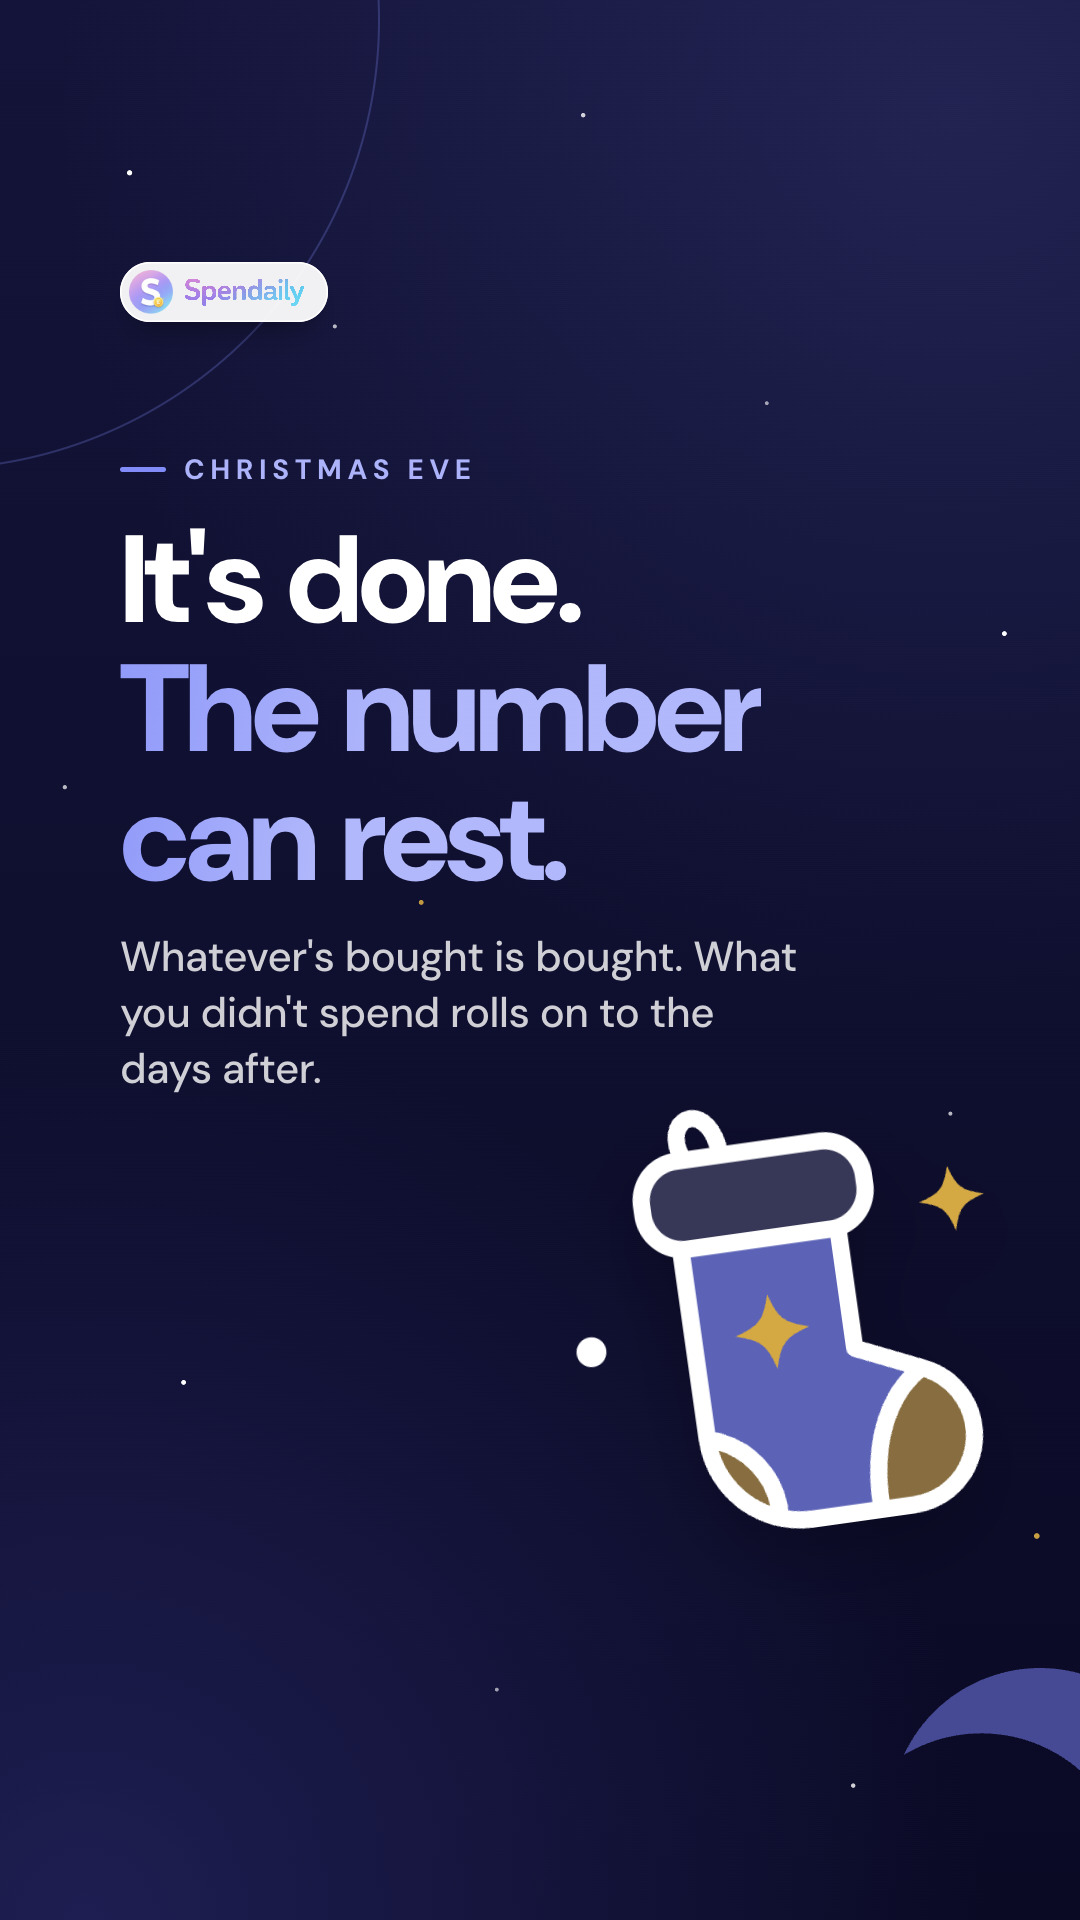 Spendaily
CHRISTMAS EVE
It's done.
The number
can rest.
Whatever's bought is bought. What
you didn't spend rolls on to the
days after.